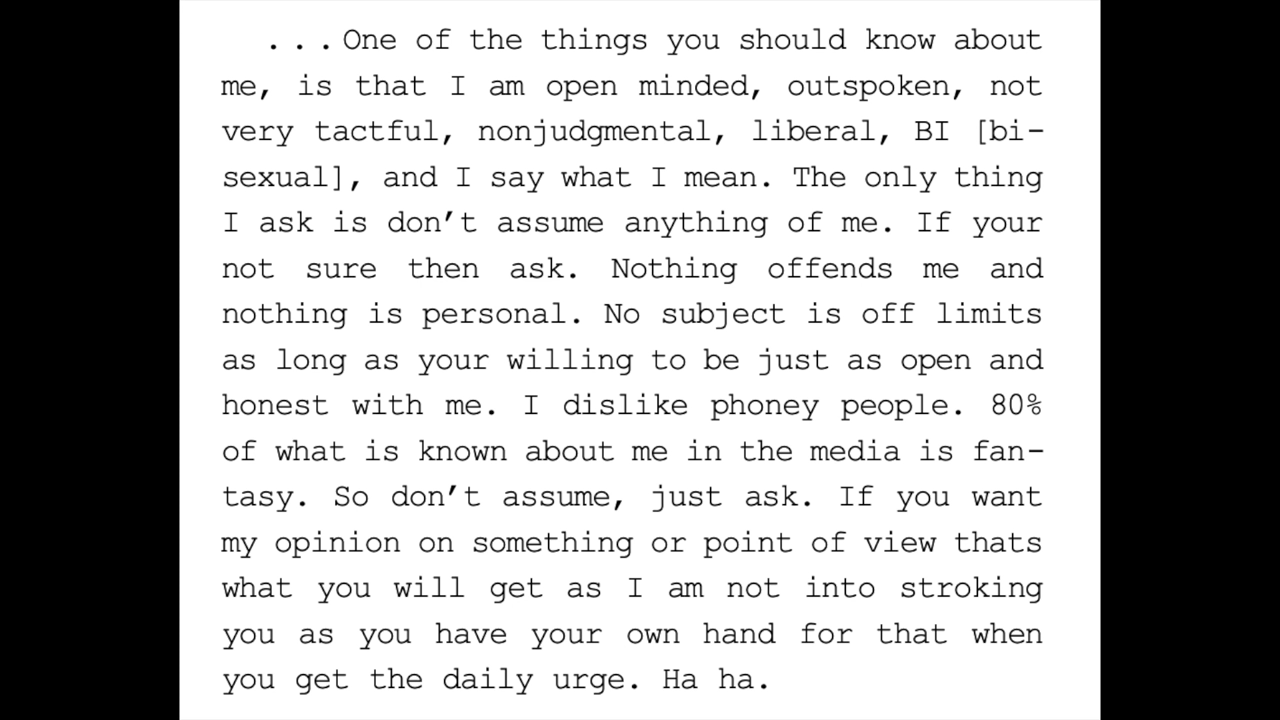 ...One of the things you should know about
me, is that I am open minded, outspoken, not
very tactful, nonjudgmental, liberal, BI [bi-
sexual], and I say what I mean. The only thing
I ask is don’t assume anything of me. If your
not sure then ask. Nothing offends me and
nothing is personal. No subject is off limits
as long as your willing to be just as open and
honest with me. I dislike phoney people. 80%
of what is known about me in the media is fan-
tasy. So don’t assume, just ask. If you want
my opinion on something or point of view thats
what you will get as I am not into stroking
you as you have your own hand for that when
you get the daily urge. Ha ha.